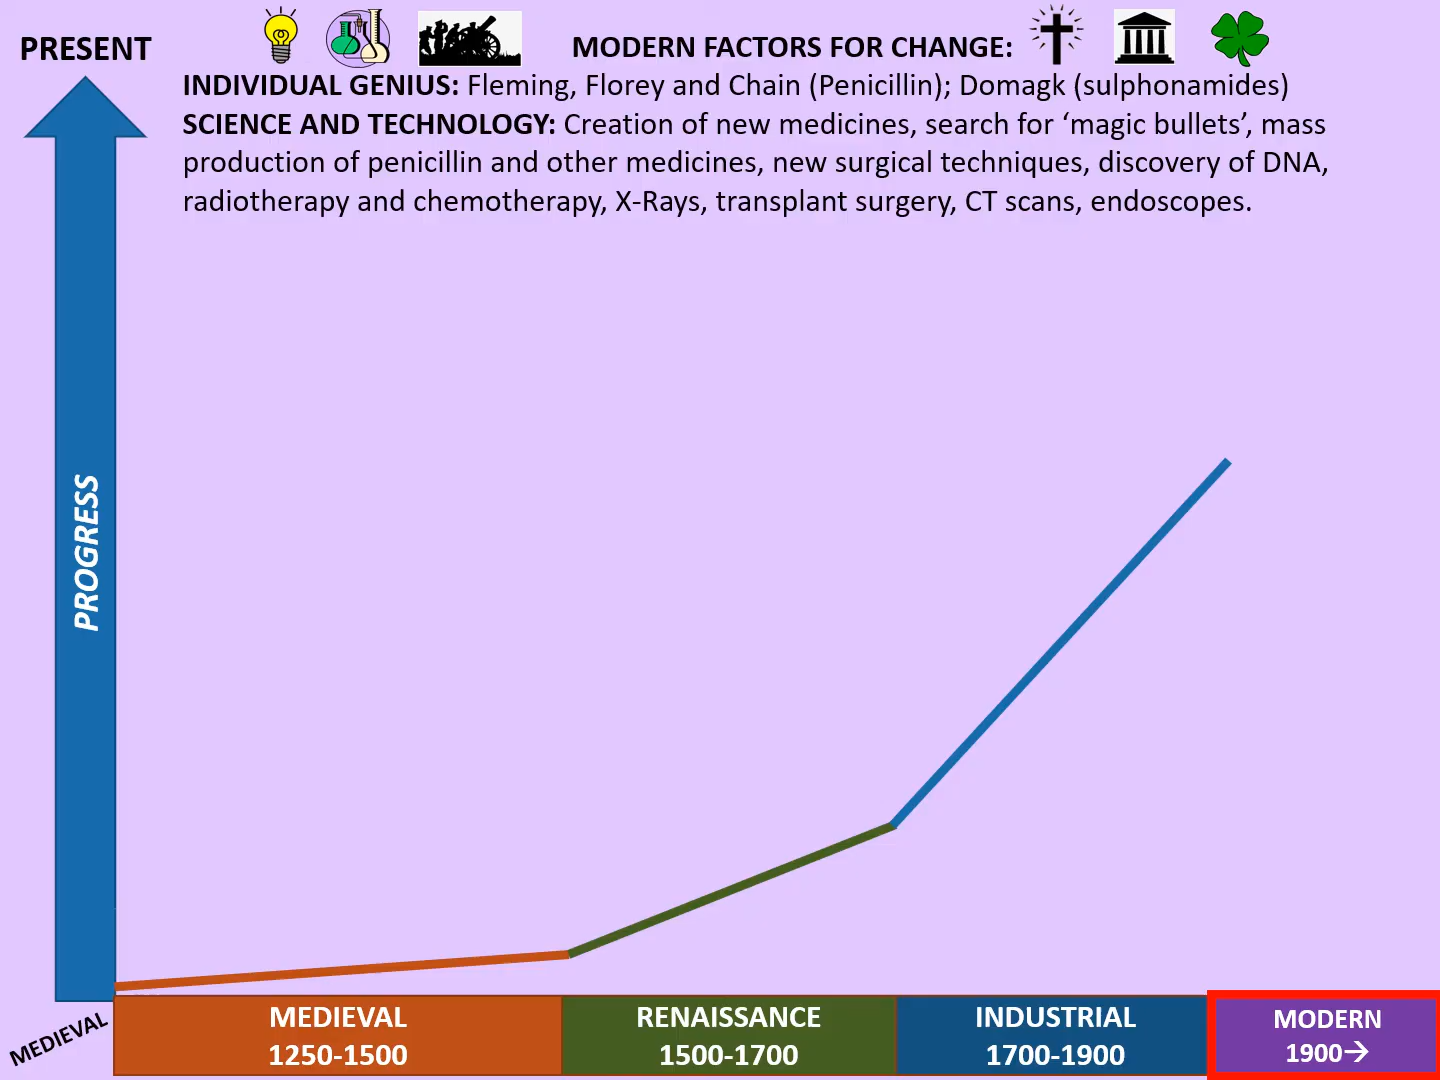 PRESENT
MODERN FACTORS FOR CHANGE:
INDIVIDUAL GENIUS: Fleming, Florey and Chain (Penicillin); Domagk (sulphonamides)
SCIENCE AND TECHNOLOGY: Creation of new medicines, search for ‘magic bullets’, mass
production of penicillin and other medicines, new surgical techniques, discovery of DNA,
radiotherapy and chemotherapy, X-Rays, transplant surgery, CT scans, endoscopes.
PROGRESS
MEDIEVAL
MEDIEVAL
1250-1500
RENAISSANCE
1500-1700
INDUSTRIAL
1700-1900
MODERN
1900→